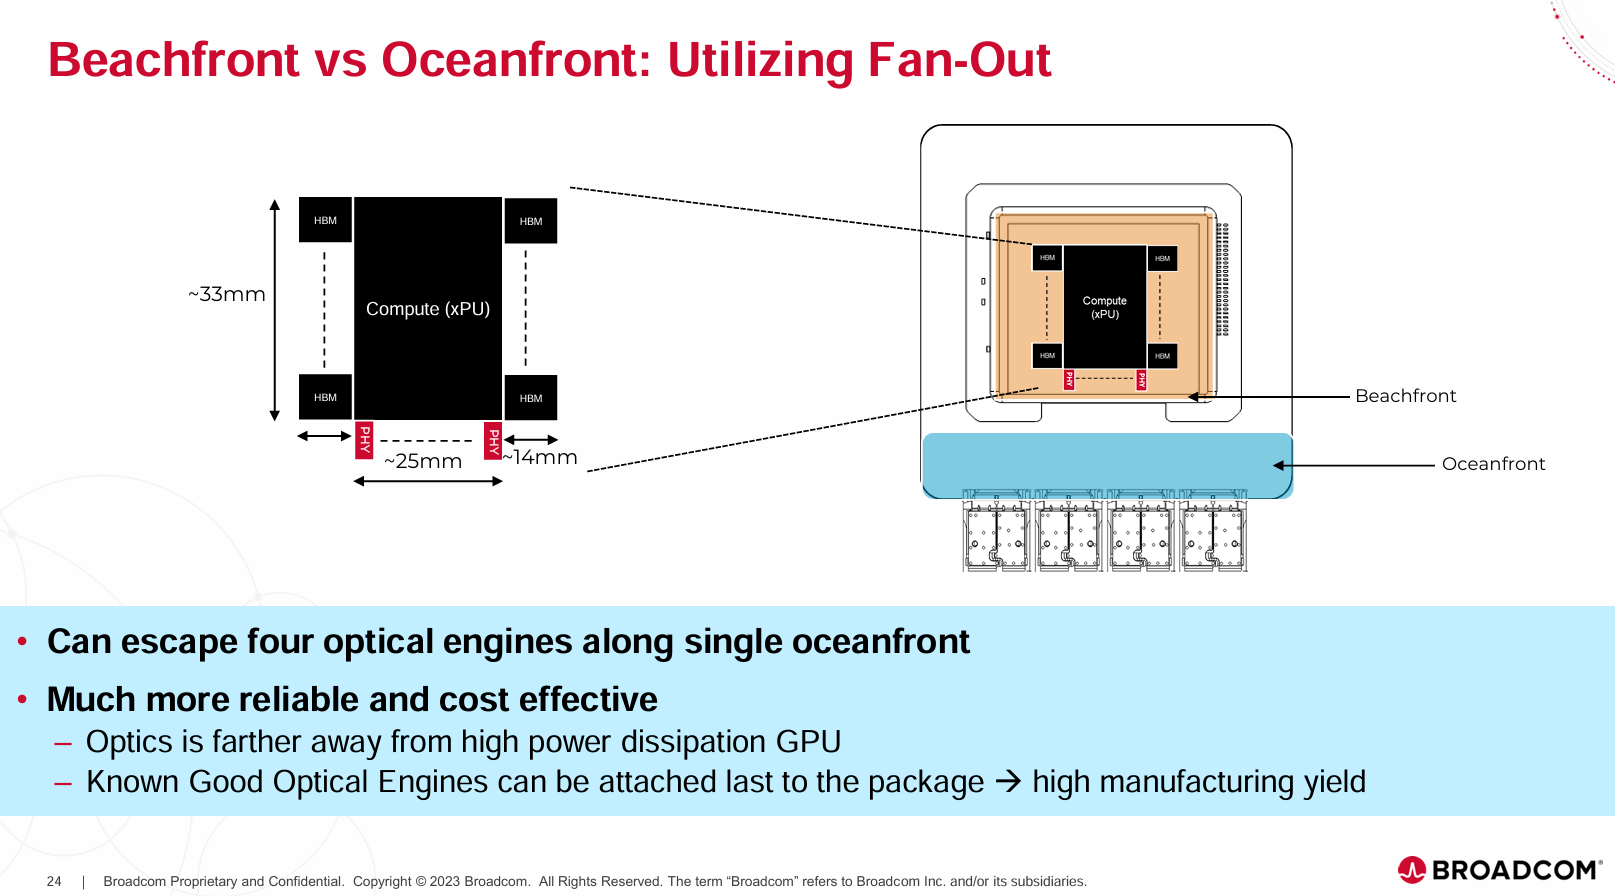 Beachfront vs Oceanfront: Utilizing Fan-Out
HBM
HBM
~33mm
Compute (xPU)
HBM
HBM
PHY
PHY
~25mm
~14mm
HBM
HBM
Compute
(xPU)
HBM
HBM
PHY
PHY
Beachfront
Oceanfront
• Can escape four optical engines along single oceanfront
• Much more reliable and cost effective
– Optics is farther away from high power dissipation GPU
– Known Good Optical Engines can be attached last to the package → high manufacturing yield
24 | Broadcom Proprietary and Confidential. Copyright © 2023 Broadcom. All Rights Reserved. The term “Broadcom” refers to Broadcom Inc. and/or its subsidiaries.
BROADCOM®